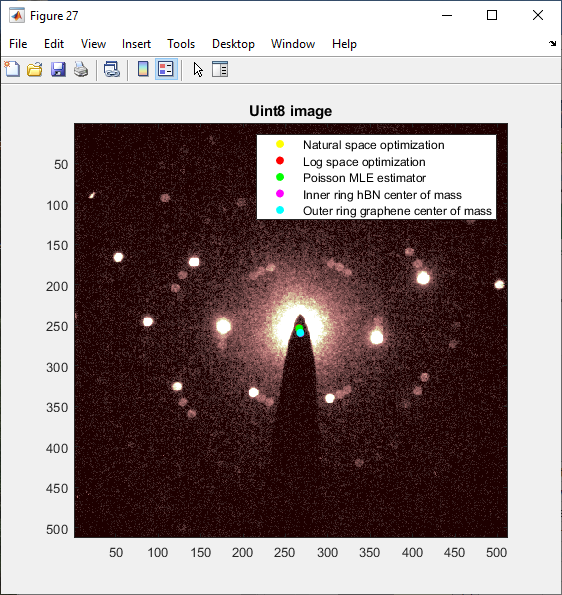 Figure 27
File Edit View Insert Tools Desktop Window Help
Uint8 image
Natural space optimization
Log space optimization
Poisson MLE estimator
Inner ring hBN center of mass
Outer ring graphene center of mass
50
100
150
200
250
300
350
400
450
500
50 100 150 200 250 300 350 400 450 500